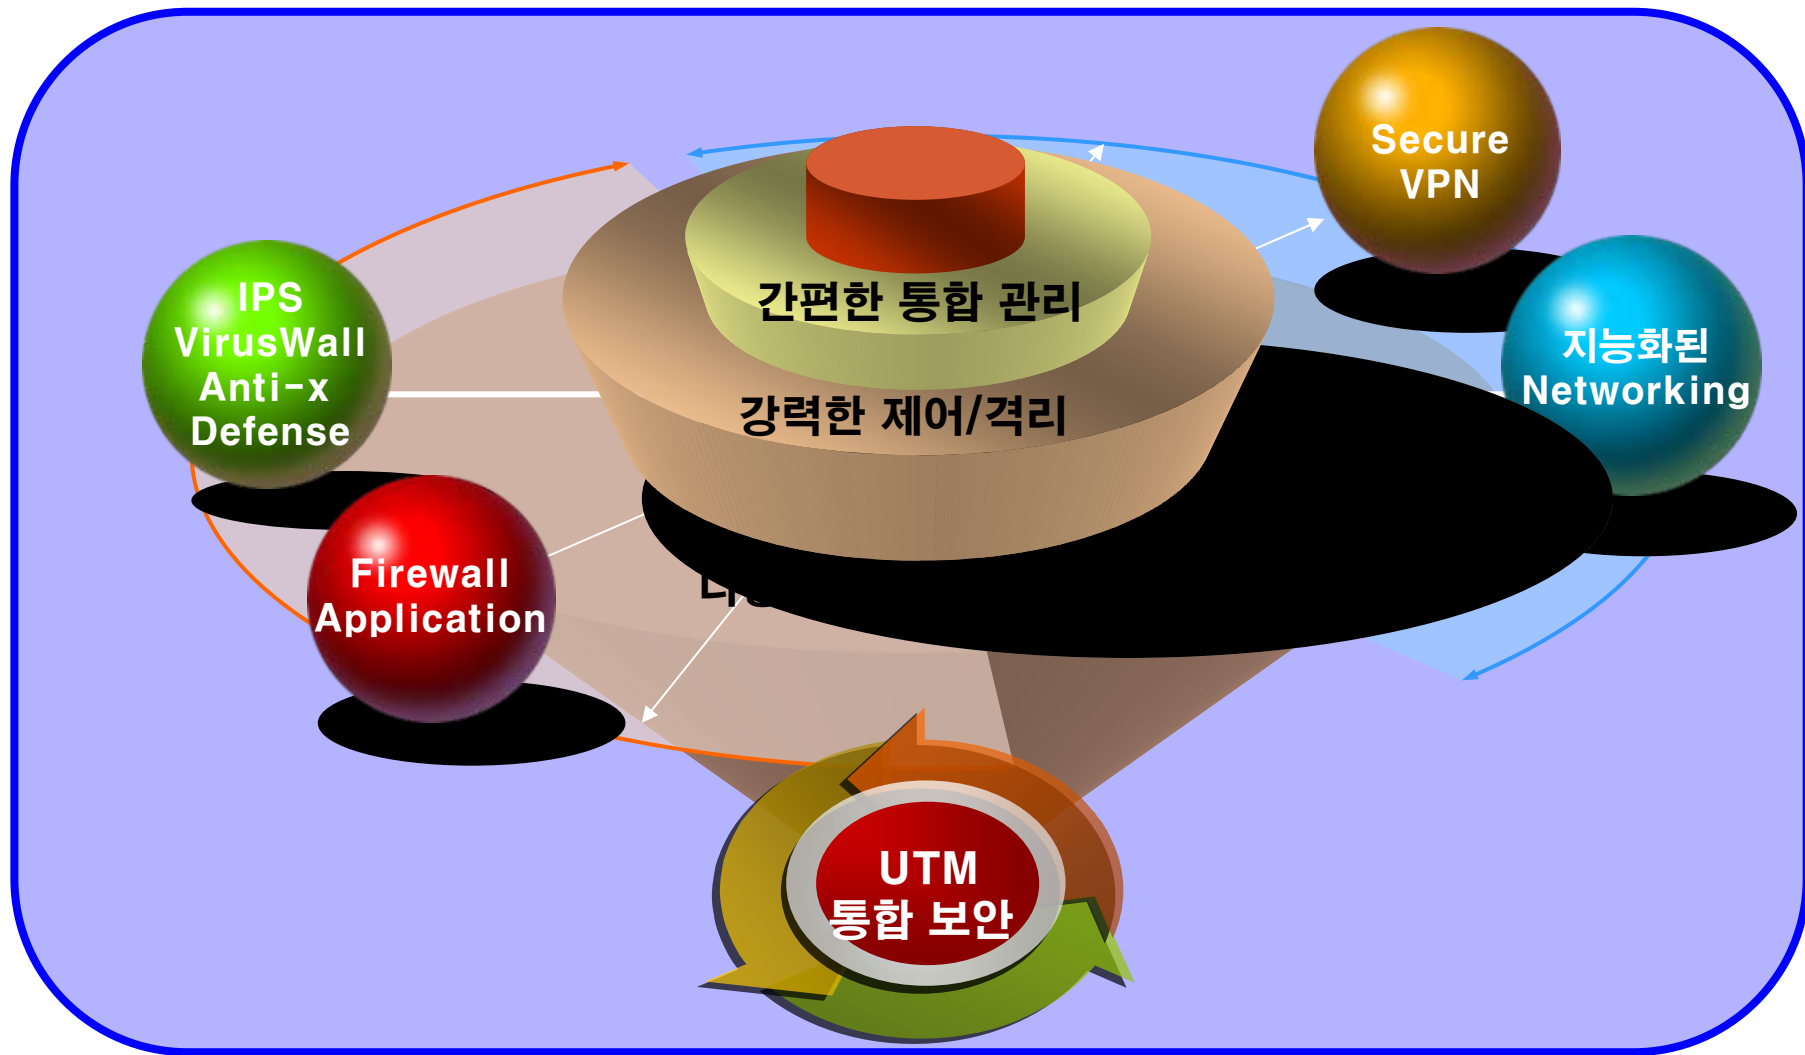 Secure
VPN
IPS
VirusWall
Anti-x
Defense
간편한 통합 관리
지능화된
Networking
강력한 제어/격리
Firewall
Application
UTM
통합 보안